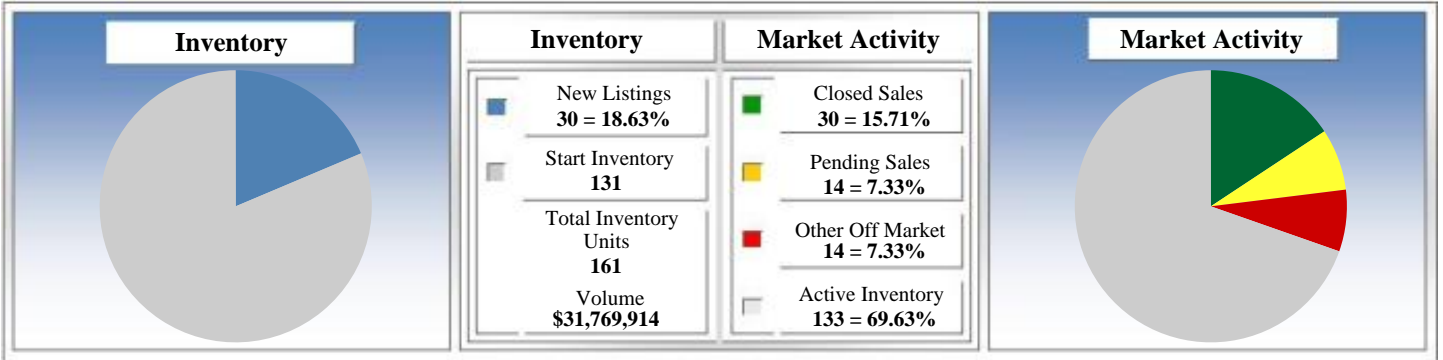 Inventory
Inventory
New Listings
30 = 18.63%
Start Inventory
131
Total Inventory
Units
161
Volume
$31,769,914
Market Activity
Closed Sales
30 = 15.71%
Pending Sales
14 = 7.33%
Other Off Market
14 = 7.33%
Active Inventory
133 = 69.63%
Market Activity